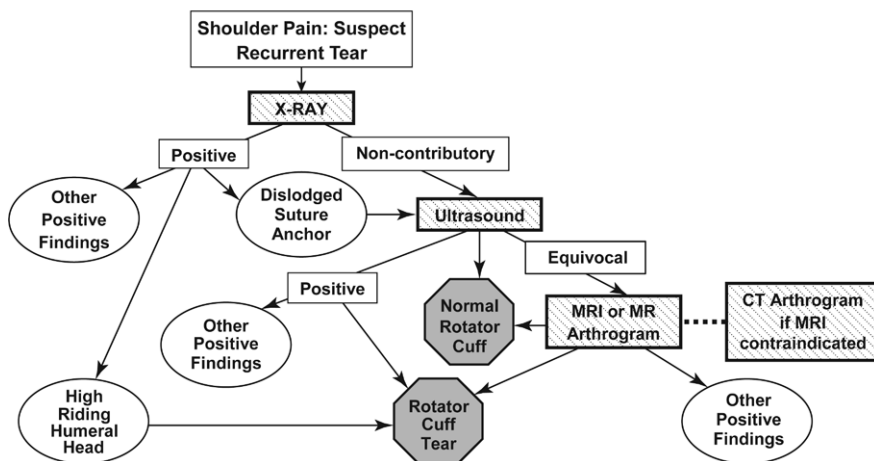 Shoulder Pain: Suspect
Recurrent Tear
X-RAY
Positive
Non-contributory
Other
Positive
Findings
Dislodged
Suture
Anchor
Ultrasound
Equivocal
Positive
Normal
Rotator
Cuff
MRI or MR
Arthrogram
CT Arthrogram
if MRI
contraindicated
Other
Positive
Findings
High
Riding
Humeral
Head
Rotator
Cuff
Tear
Other
Positive
Findings